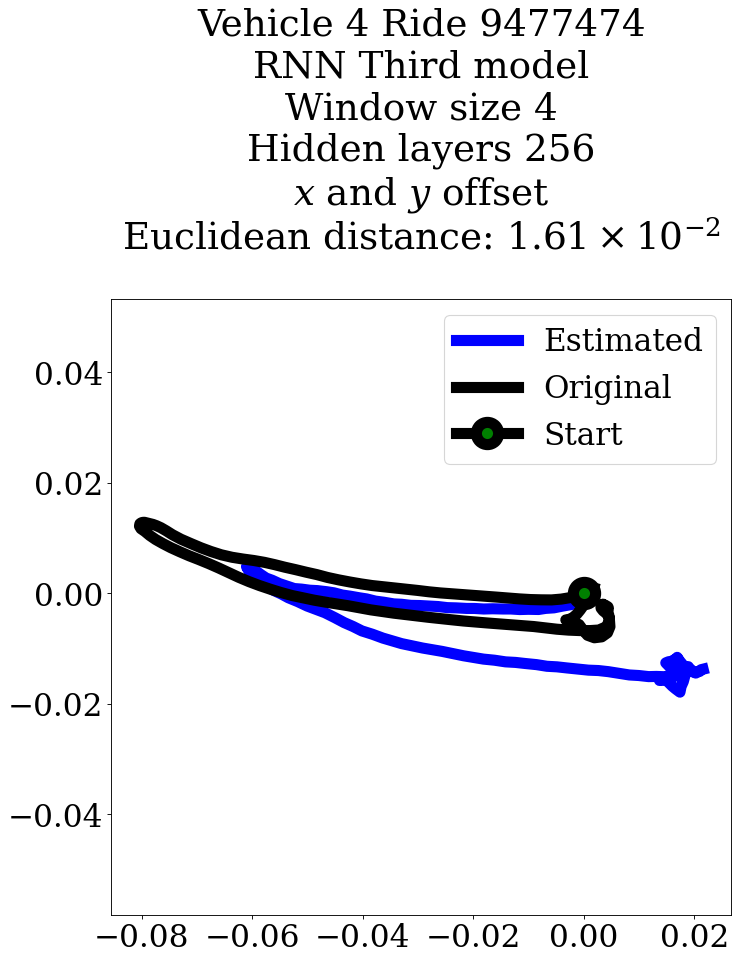 Vehicle 4 Ride 9477474
RNN Third model
Window size 4
Hidden layers 256
x and y offset
Euclidean distance: 1.61 × 10⁻²
Estimated
Original
Start
0.04
0.02
0.00
−0.02
−0.04
−0.08 −0.06 −0.04 −0.02 0.00 0.02